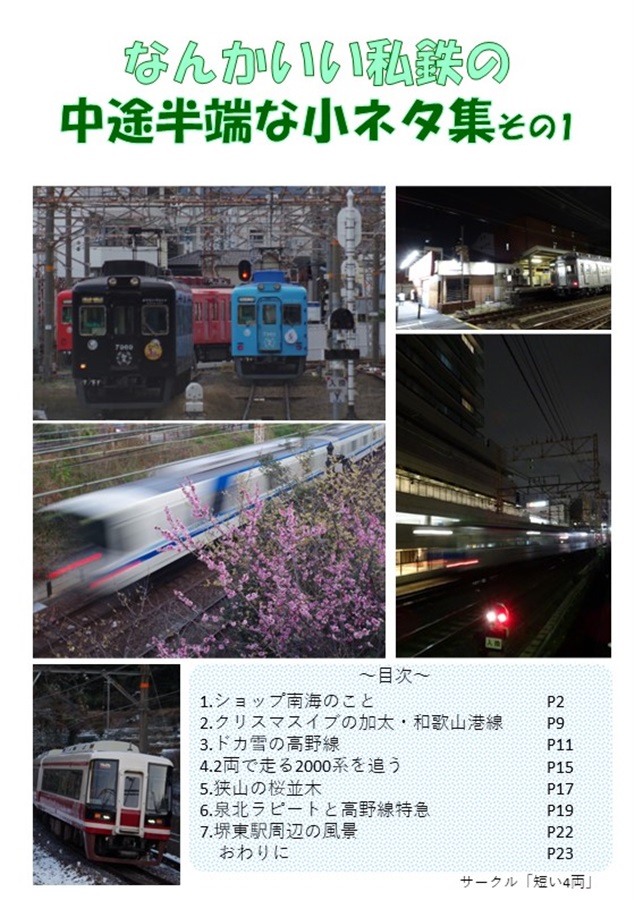 なんかいい私鉄の
中途半端な小ネタ集その1
7969
～目次～
1.ショップ南海のこと P2
2.クリスマスイブの加太・和歌山港線 P9
3.ドカ雪の高野線 P11
4.2両で走る2000系を追う P15
5.狭山の桜並木 P17
6.泉北ラピートと高野線特急 P19
7.堺東駅周辺の風景 P22
おわりに P23
サークル「短い4両」